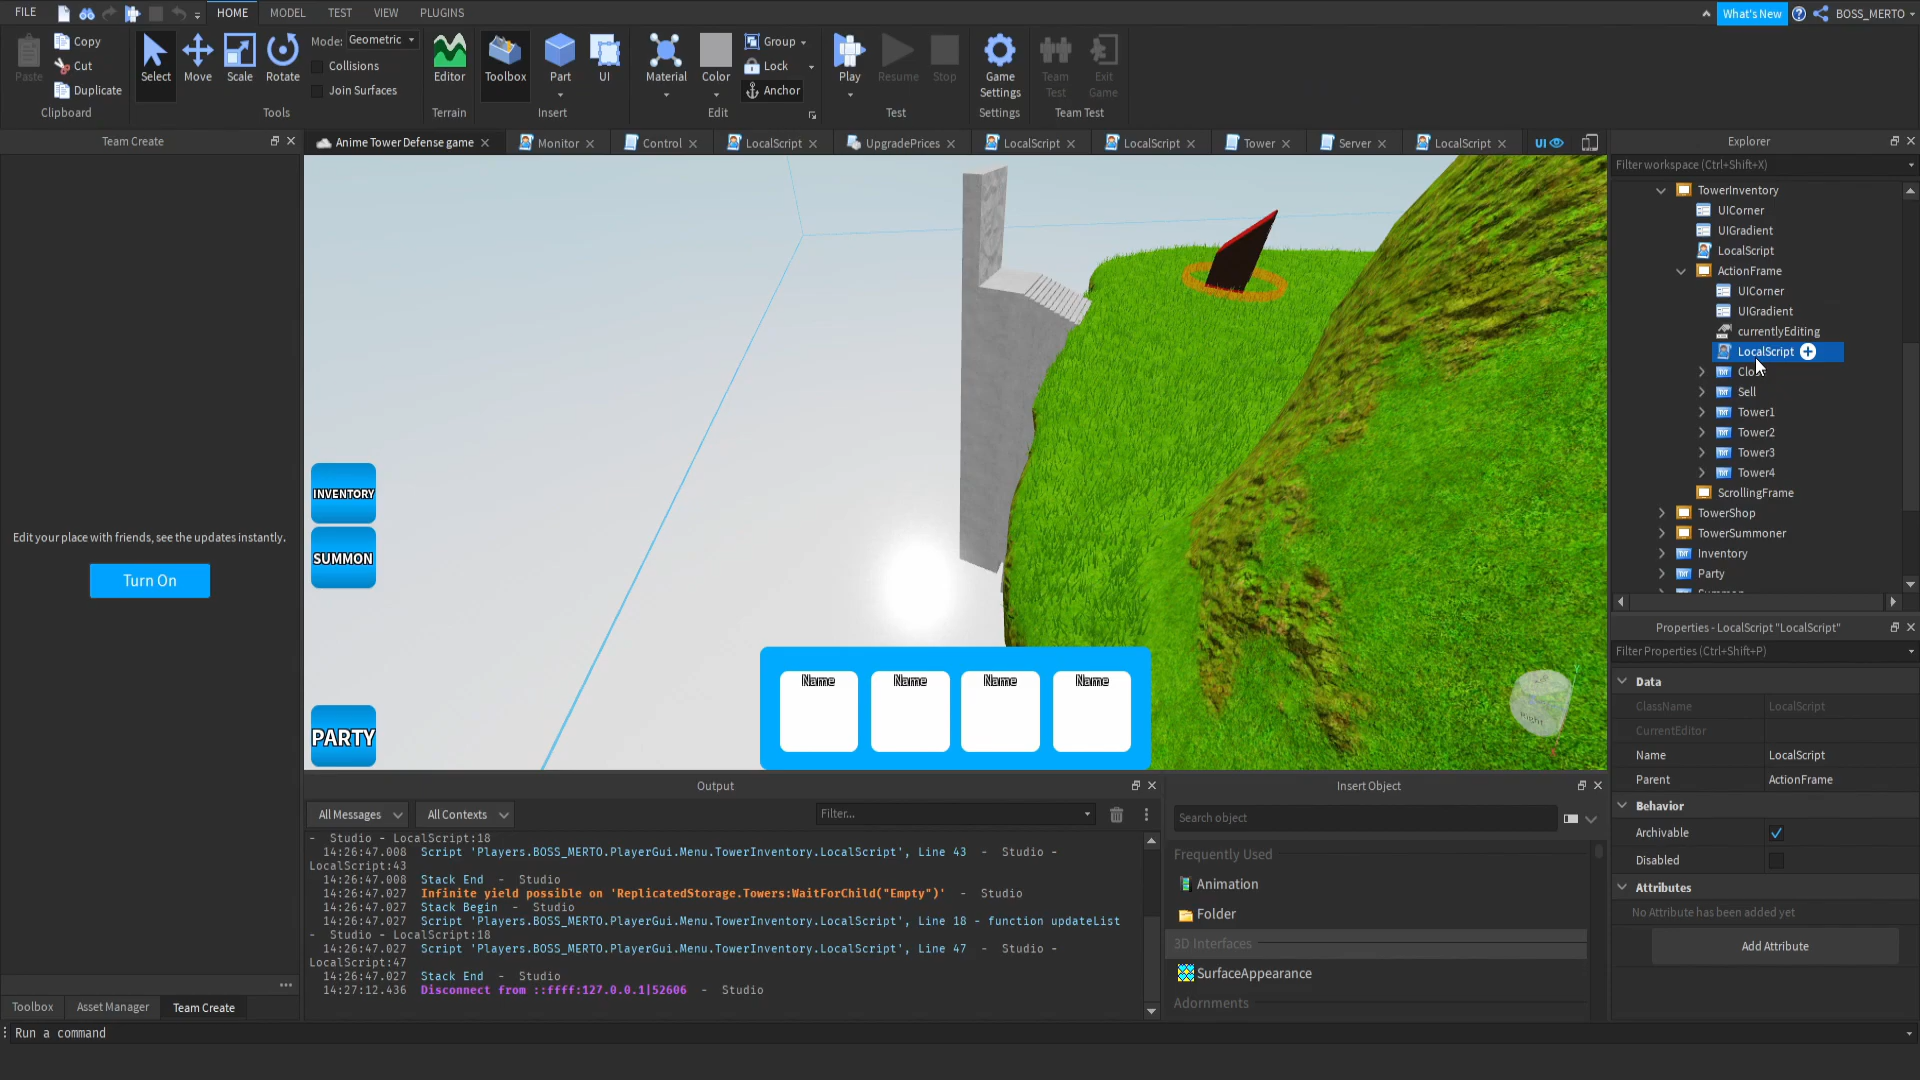 FILE
HOME
MODEL
TEST
VIEW
PLUGINS
What's New
BOSS_MERTO
Paste
Copy
Cut
Duplicate
Clipboard
Select
Move
Scale
Rotate
Mode: Geometric
Collisions
Join Surfaces
Tools
Editor
Terrain
Toolbox
Part
UI
Insert
Material
Color
Group
Lock
Anchor
Edit
Play
Resume
Stop
Test
Game Settings
Settings
Team Test
Exit Game
Team Test
Team Create
Edit your place with friends, see the updates instantly.
Turn On
Toolbox
Asset Manager
Team Create
Run a command
Anime Tower Defense game
Monitor
Control
LocalScript
UpgradePrices
LocalScript
LocalScript
Tower
Server
LocalScript
UI
INVENTORY
SUMMON
PARTY
Name
Name
Name
Name
Right
Output
All Messages
All Contexts
Filter...
- Studio - LocalScript:18
14:26:47.008 Script 'Players.BOSS_MERTO.PlayerGui.Menu.TowerInventory.LocalScript', Line 43 - Studio -
LocalScript:43
14:26:47.008 Stack End - Studio
14:26:47.027 Infinite yield possible on 'ReplicatedStorage.Towers:WaitForChild("Empty")' - Studio
14:26:47.027 Stack Begin - Studio
14:26:47.027 Script 'Players.BOSS_MERTO.PlayerGui.Menu.TowerInventory.LocalScript', Line 18 - function updateList
- Studio - LocalScript:18
14:26:47.027 Script 'Players.BOSS_MERTO.PlayerGui.Menu.TowerInventory.LocalScript', Line 47 - Studio -
LocalScript:47
14:26:47.027 Stack End - Studio
14:27:12.436 Disconnect from ::ffff:127.0.0.1|52606 - Studio
Insert Object
Search object
Frequently Used
Animation
Folder
3D Interfaces
SurfaceAppearance
Adornments
Explorer
Filter workspace (Ctrl+Shift+X)
TowerInventory
UICorner
UIGradient
LocalScript
ActionFrame
UICorner
UIGradient
currentlyEditing
LocalScript
Sell
Tower1
Tower2
Tower3
Tower4
ScrollingFrame
TowerShop
TowerSummoner
Inventory
Party
Properties - LocalScript "LocalScript"
Filter Properties (Ctrl+Shift+P)
Data
ClassName LocalScript
CurrentEditor
Name LocalScript
Parent ActionFrame
Behavior
Archivable
Disabled
Attributes
No Attribute has been added yet
Add Attribute